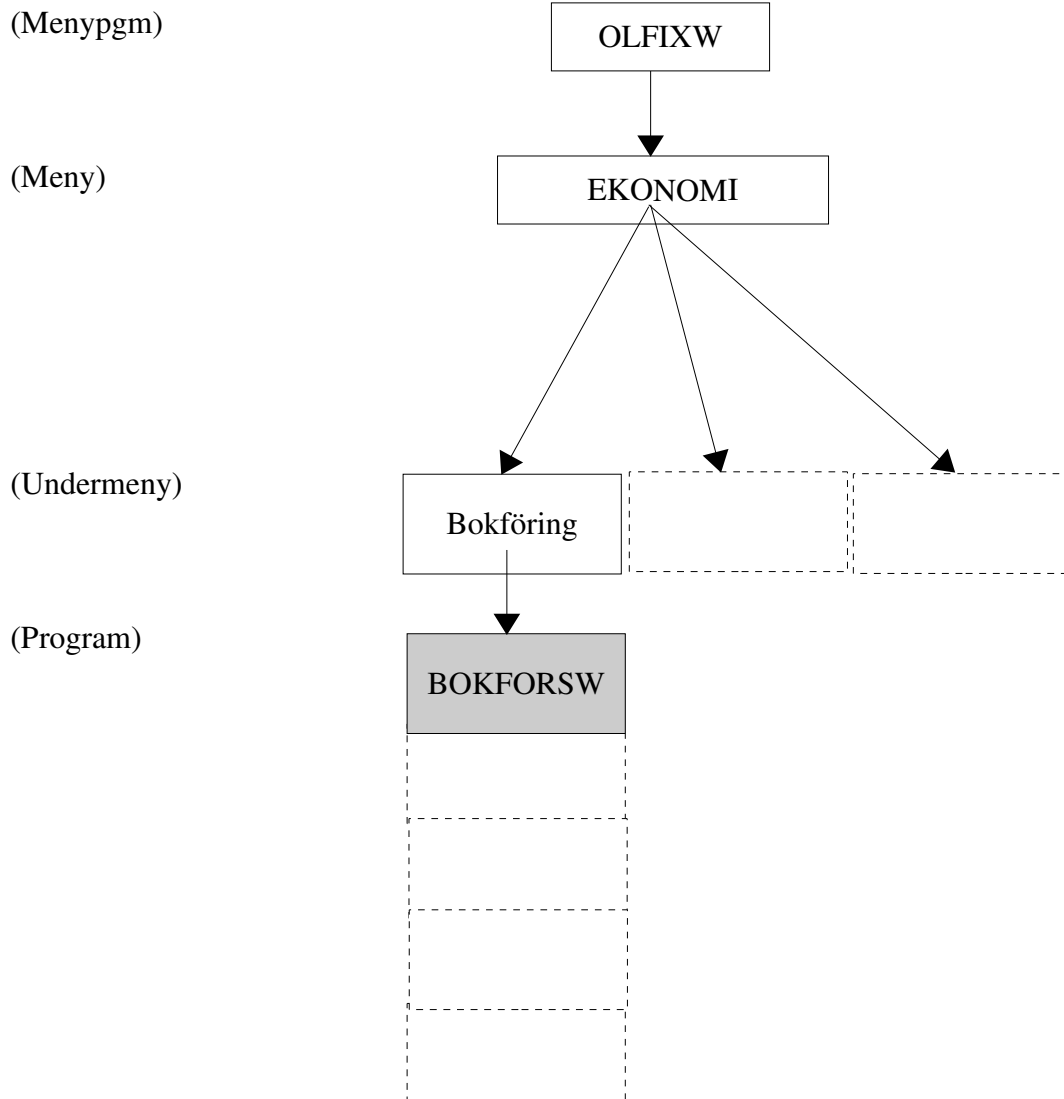 (Menypgm)
OLFIXW
(Meny)
EKONOMI
(Undermeny)
Bokföring
(Program)
BOKFORSW